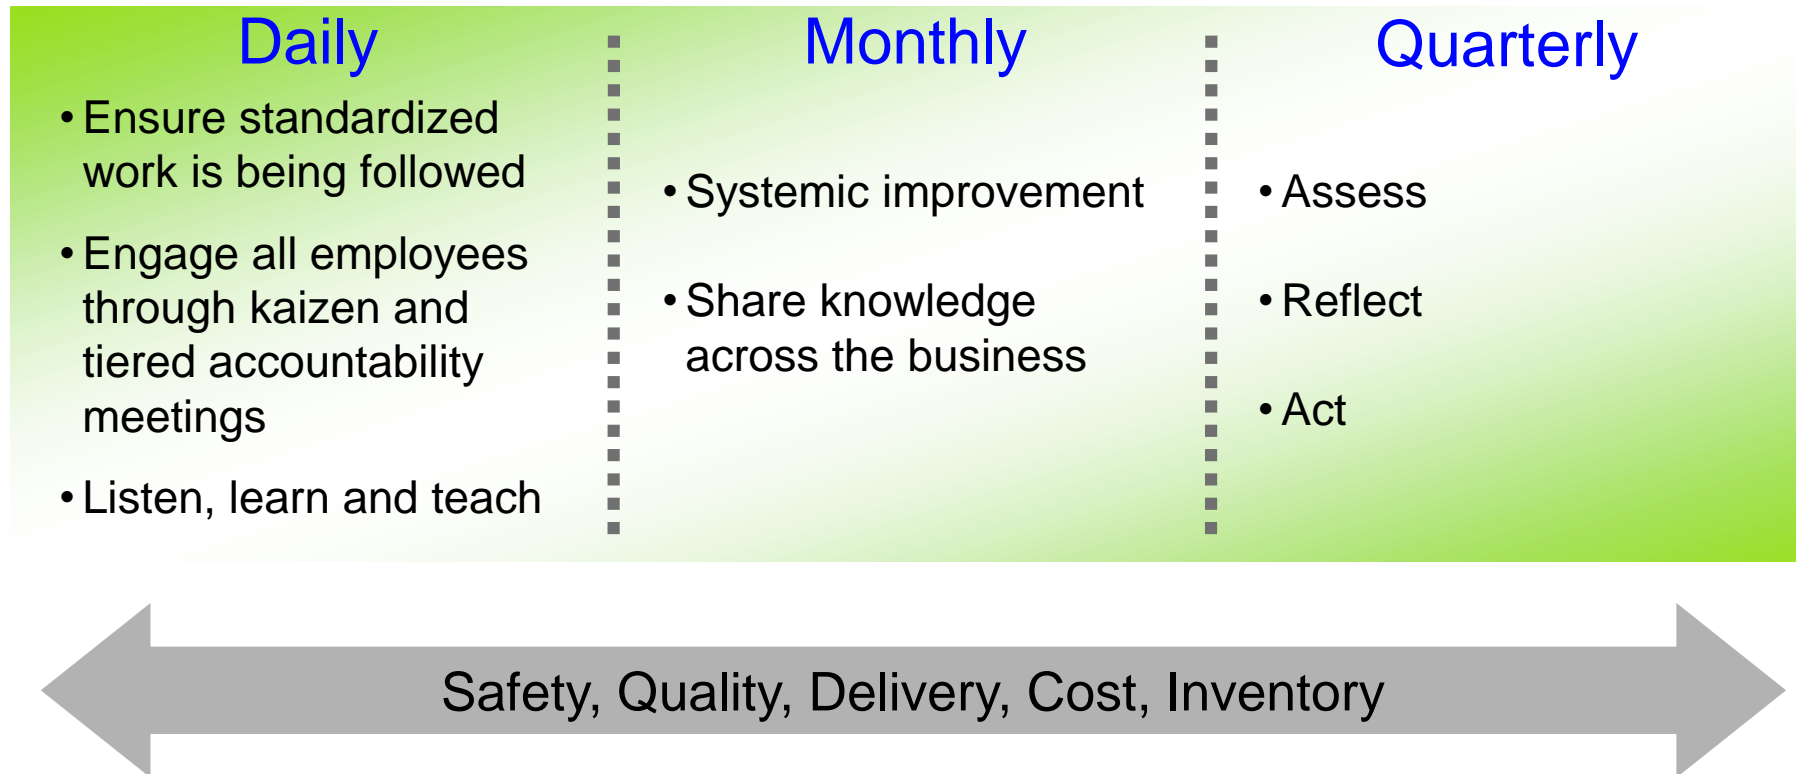 Daily
• Ensure standardized
work is being followed
• Engage all employees
through kaizen and
tiered accountability
meetings
• Listen, learn and teach
Monthly
• Systemic improvement
• Share knowledge
across the business
Quarterly
• Assess
• Reflect
• Act
Safety, Quality, Delivery, Cost, Inventory